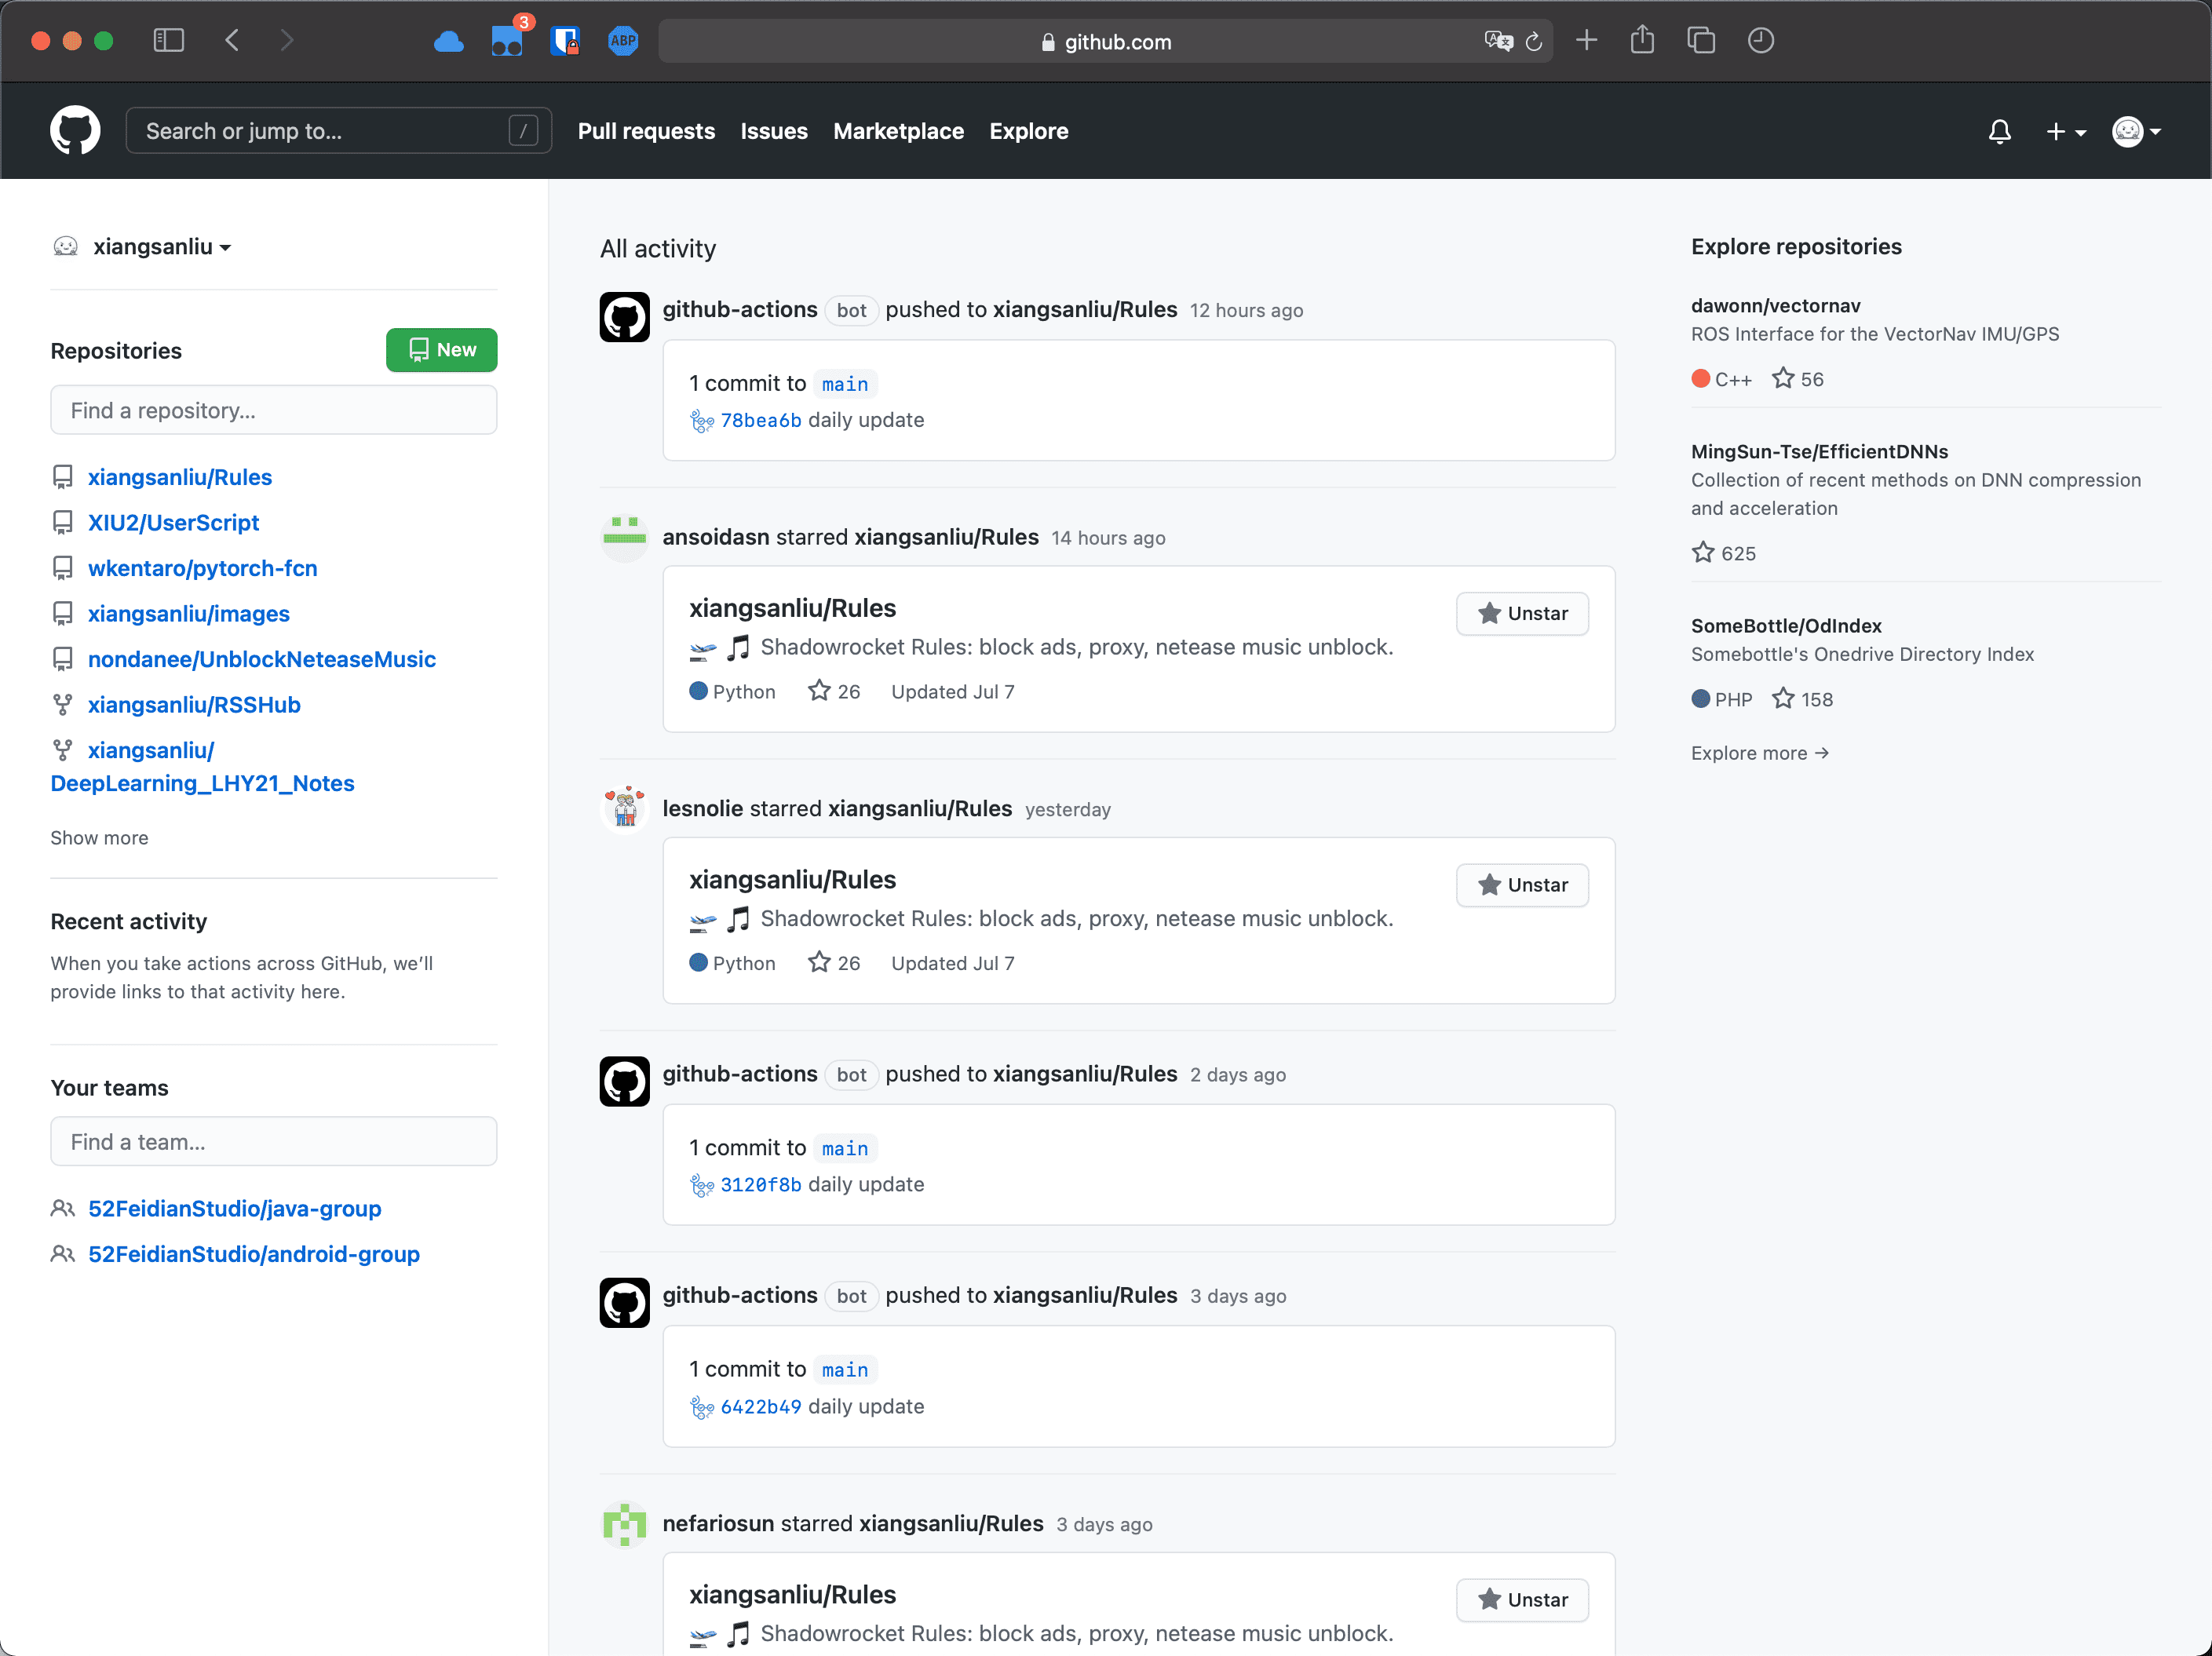 3
ABP
github.com
Search or jump to... /
Pull requests Issues Marketplace Explore
xiangsanliu
Repositories New
Find a repository...
xiangsanliu/Rules
XIU2/UserScript
wkentaro/pytorch-fcn
xiangsanliu/images
nondanee/UnblockNeteaseMusic
xiangsanliu/RSSHub
xiangsanliu/
DeepLearning_LHY21_Notes
Show more
Recent activity
When you take actions across GitHub, we’ll
provide links to that activity here.
Your teams
Find a team...
52FeidianStudio/java-group
52FeidianStudio/android-group
All activity
github-actions bot pushed to xiangsanliu/Rules 12 hours ago
1 commit to main
78bea6b daily update
ansoidasn starred xiangsanliu/Rules 14 hours ago
xiangsanliu/Rules Unstar
🛫 🎵 Shadowrocket Rules: block ads, proxy, netease music unblock.
Python 26 Updated Jul 7
lesnolie starred xiangsanliu/Rules yesterday
xiangsanliu/Rules Unstar
🛫 🎵 Shadowrocket Rules: block ads, proxy, netease music unblock.
Python 26 Updated Jul 7
github-actions bot pushed to xiangsanliu/Rules 2 days ago
1 commit to main
3120f8b daily update
github-actions bot pushed to xiangsanliu/Rules 3 days ago
1 commit to main
6422b49 daily update
nefariosun starred xiangsanliu/Rules 3 days ago
xiangsanliu/Rules Unstar
🛫 🎵 Shadowrocket Rules: block ads, proxy, netease music unblock.
Explore repositories
dawonn/vectornav
ROS Interface for the VectorNav IMU/GPS
C++ 56
MingSun-Tse/EfficientDNNs
Collection of recent methods on DNN compression
and acceleration
625
SomeBottle/OdIndex
Somebottle's Onedrive Directory Index
PHP 158
Explore more →